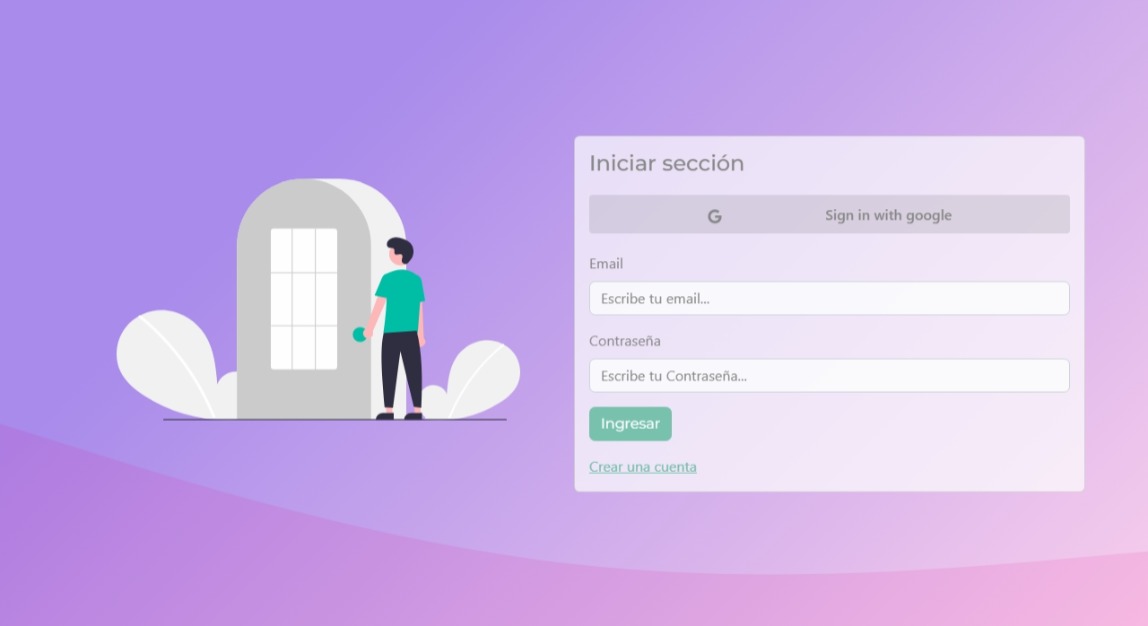 Iniciar sección
G Sign in with google
Email
Escribe tu email...
Contraseña
Escribe tu Contraseña...
Ingresar
Crear una cuenta